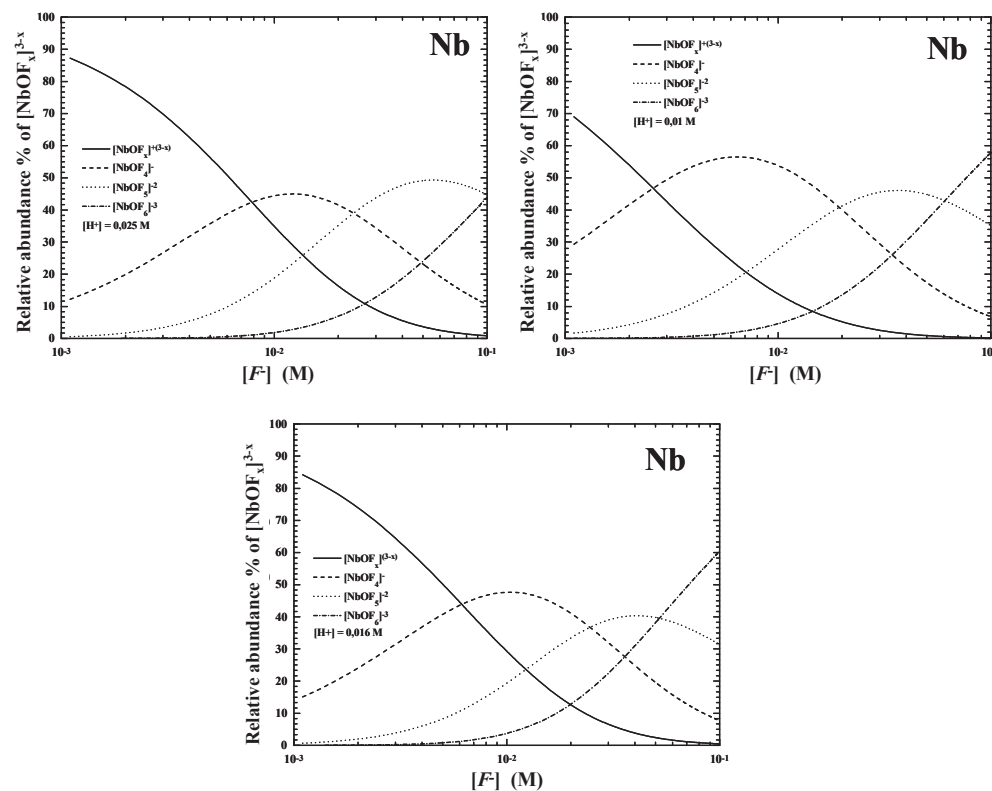 Relative abundance % of [NbOFₓ]³⁻ˣ
100
90
80
70
60
50
40
30
20
10
0
Nb
[NbOFₓ]⁺⁽³⁻ˣ⁾
[NbOF₄]⁻
[NbOF₅]⁻²
[NbOF₆]⁻³
[H+] = 0,025 M
10⁻³
10⁻²
10⁻¹
[F⁻] (M)
Relative abundance % of [NbOFₓ]³⁻ˣ
100
90
80
70
60
50
40
30
20
10
0
Nb
[NbOFₓ]⁺⁽³⁻ˣ⁾
[NbOF₄]⁻
[NbOF₅]⁻²
[NbOF₆]⁻³
[H+] = 0,01 M
10⁻³
10⁻²
10⁻¹
[F⁻] (M)
Relative abundance % of [NbOFₓ]³⁻ˣ
100
90
80
70
60
50
40
30
20
10
0
Nb
[NbOFₓ]⁽³⁻ˣ⁾
[NbOF₄]⁻
[NbOF₅]⁻²
[NbOF₆]⁻³
[H+] = 0,016 M
10⁻³
10⁻²
10⁻¹
[F⁻] (M)